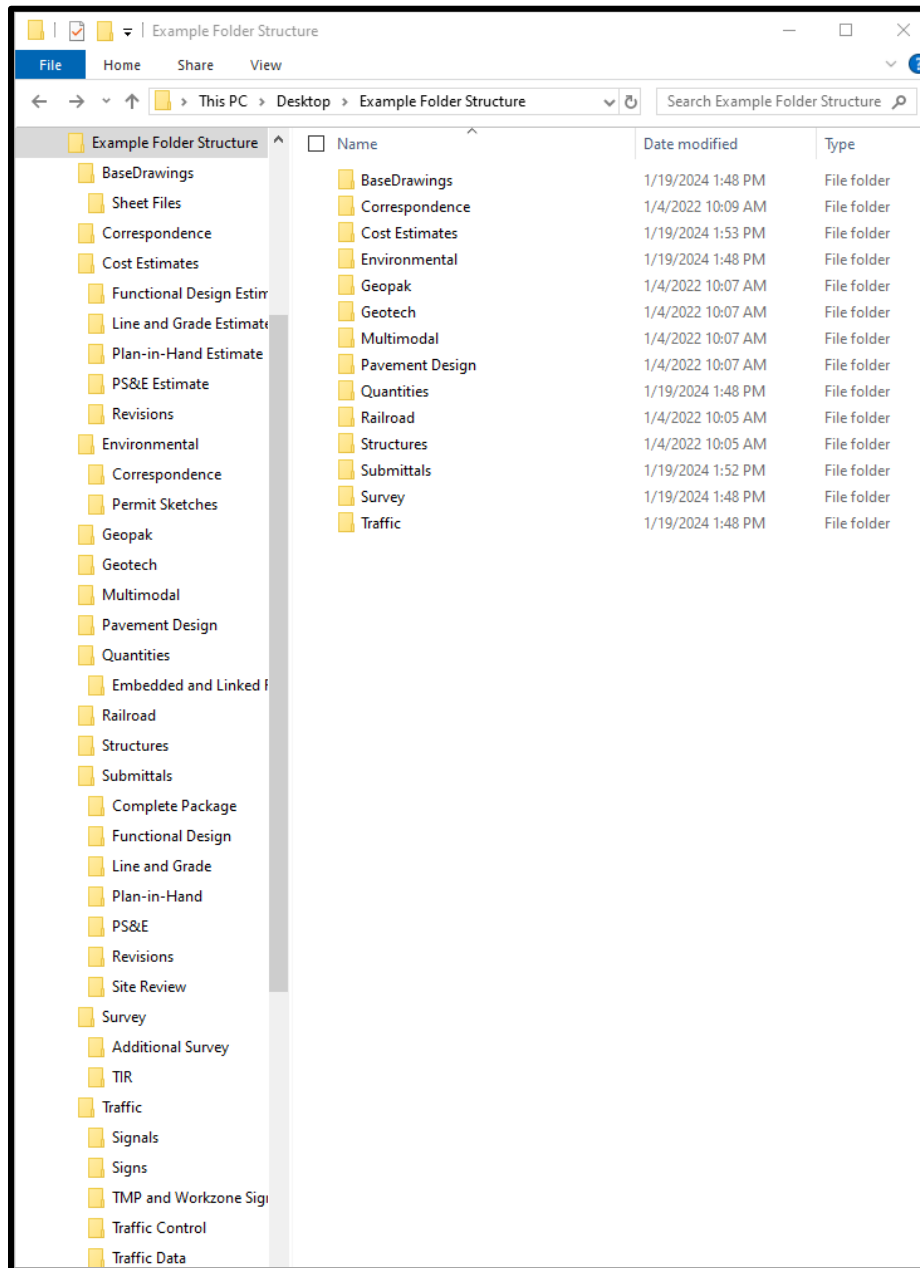 Example Folder Structure
File Home Share View
This PC > Desktop > Example Folder Structure
Search Example Folder Structure
Example Folder Structure
BaseDrawings
Sheet Files
Correspondence
Cost Estimates
Functional Design Estim
Line and Grade Estimate
Plan-in-Hand Estimate
PS&E Estimate
Revisions
Environmental
Correspondence
Permit Sketches
Geopak
Geotech
Multimodal
Pavement Design
Quantities
Embedded and Linked F
Railroad
Structures
Submittals
Complete Package
Functional Design
Line and Grade
Plan-in-Hand
PS&E
Revisions
Site Review
Survey
Additional Survey
TIR
Traffic
Signals
Signs
TMP and Workzone Sig
Traffic Control
Traffic Data
Name Date modified Type
BaseDrawings 1/19/2024 1:48 PM File folder
Correspondence 1/4/2022 10:09 AM File folder
Cost Estimates 1/19/2024 1:53 PM File folder
Environmental 1/19/2024 1:48 PM File folder
Geopak 1/4/2022 10:07 AM File folder
Geotech 1/4/2022 10:07 AM File folder
Multimodal 1/4/2022 10:07 AM File folder
Pavement Design 1/4/2022 10:07 AM File folder
Quantities 1/19/2024 1:48 PM File folder
Railroad 1/4/2022 10:05 AM File folder
Structures 1/4/2022 10:05 AM File folder
Submittals 1/19/2024 1:52 PM File folder
Survey 1/19/2024 1:48 PM File folder
Traffic 1/19/2024 1:48 PM File folder